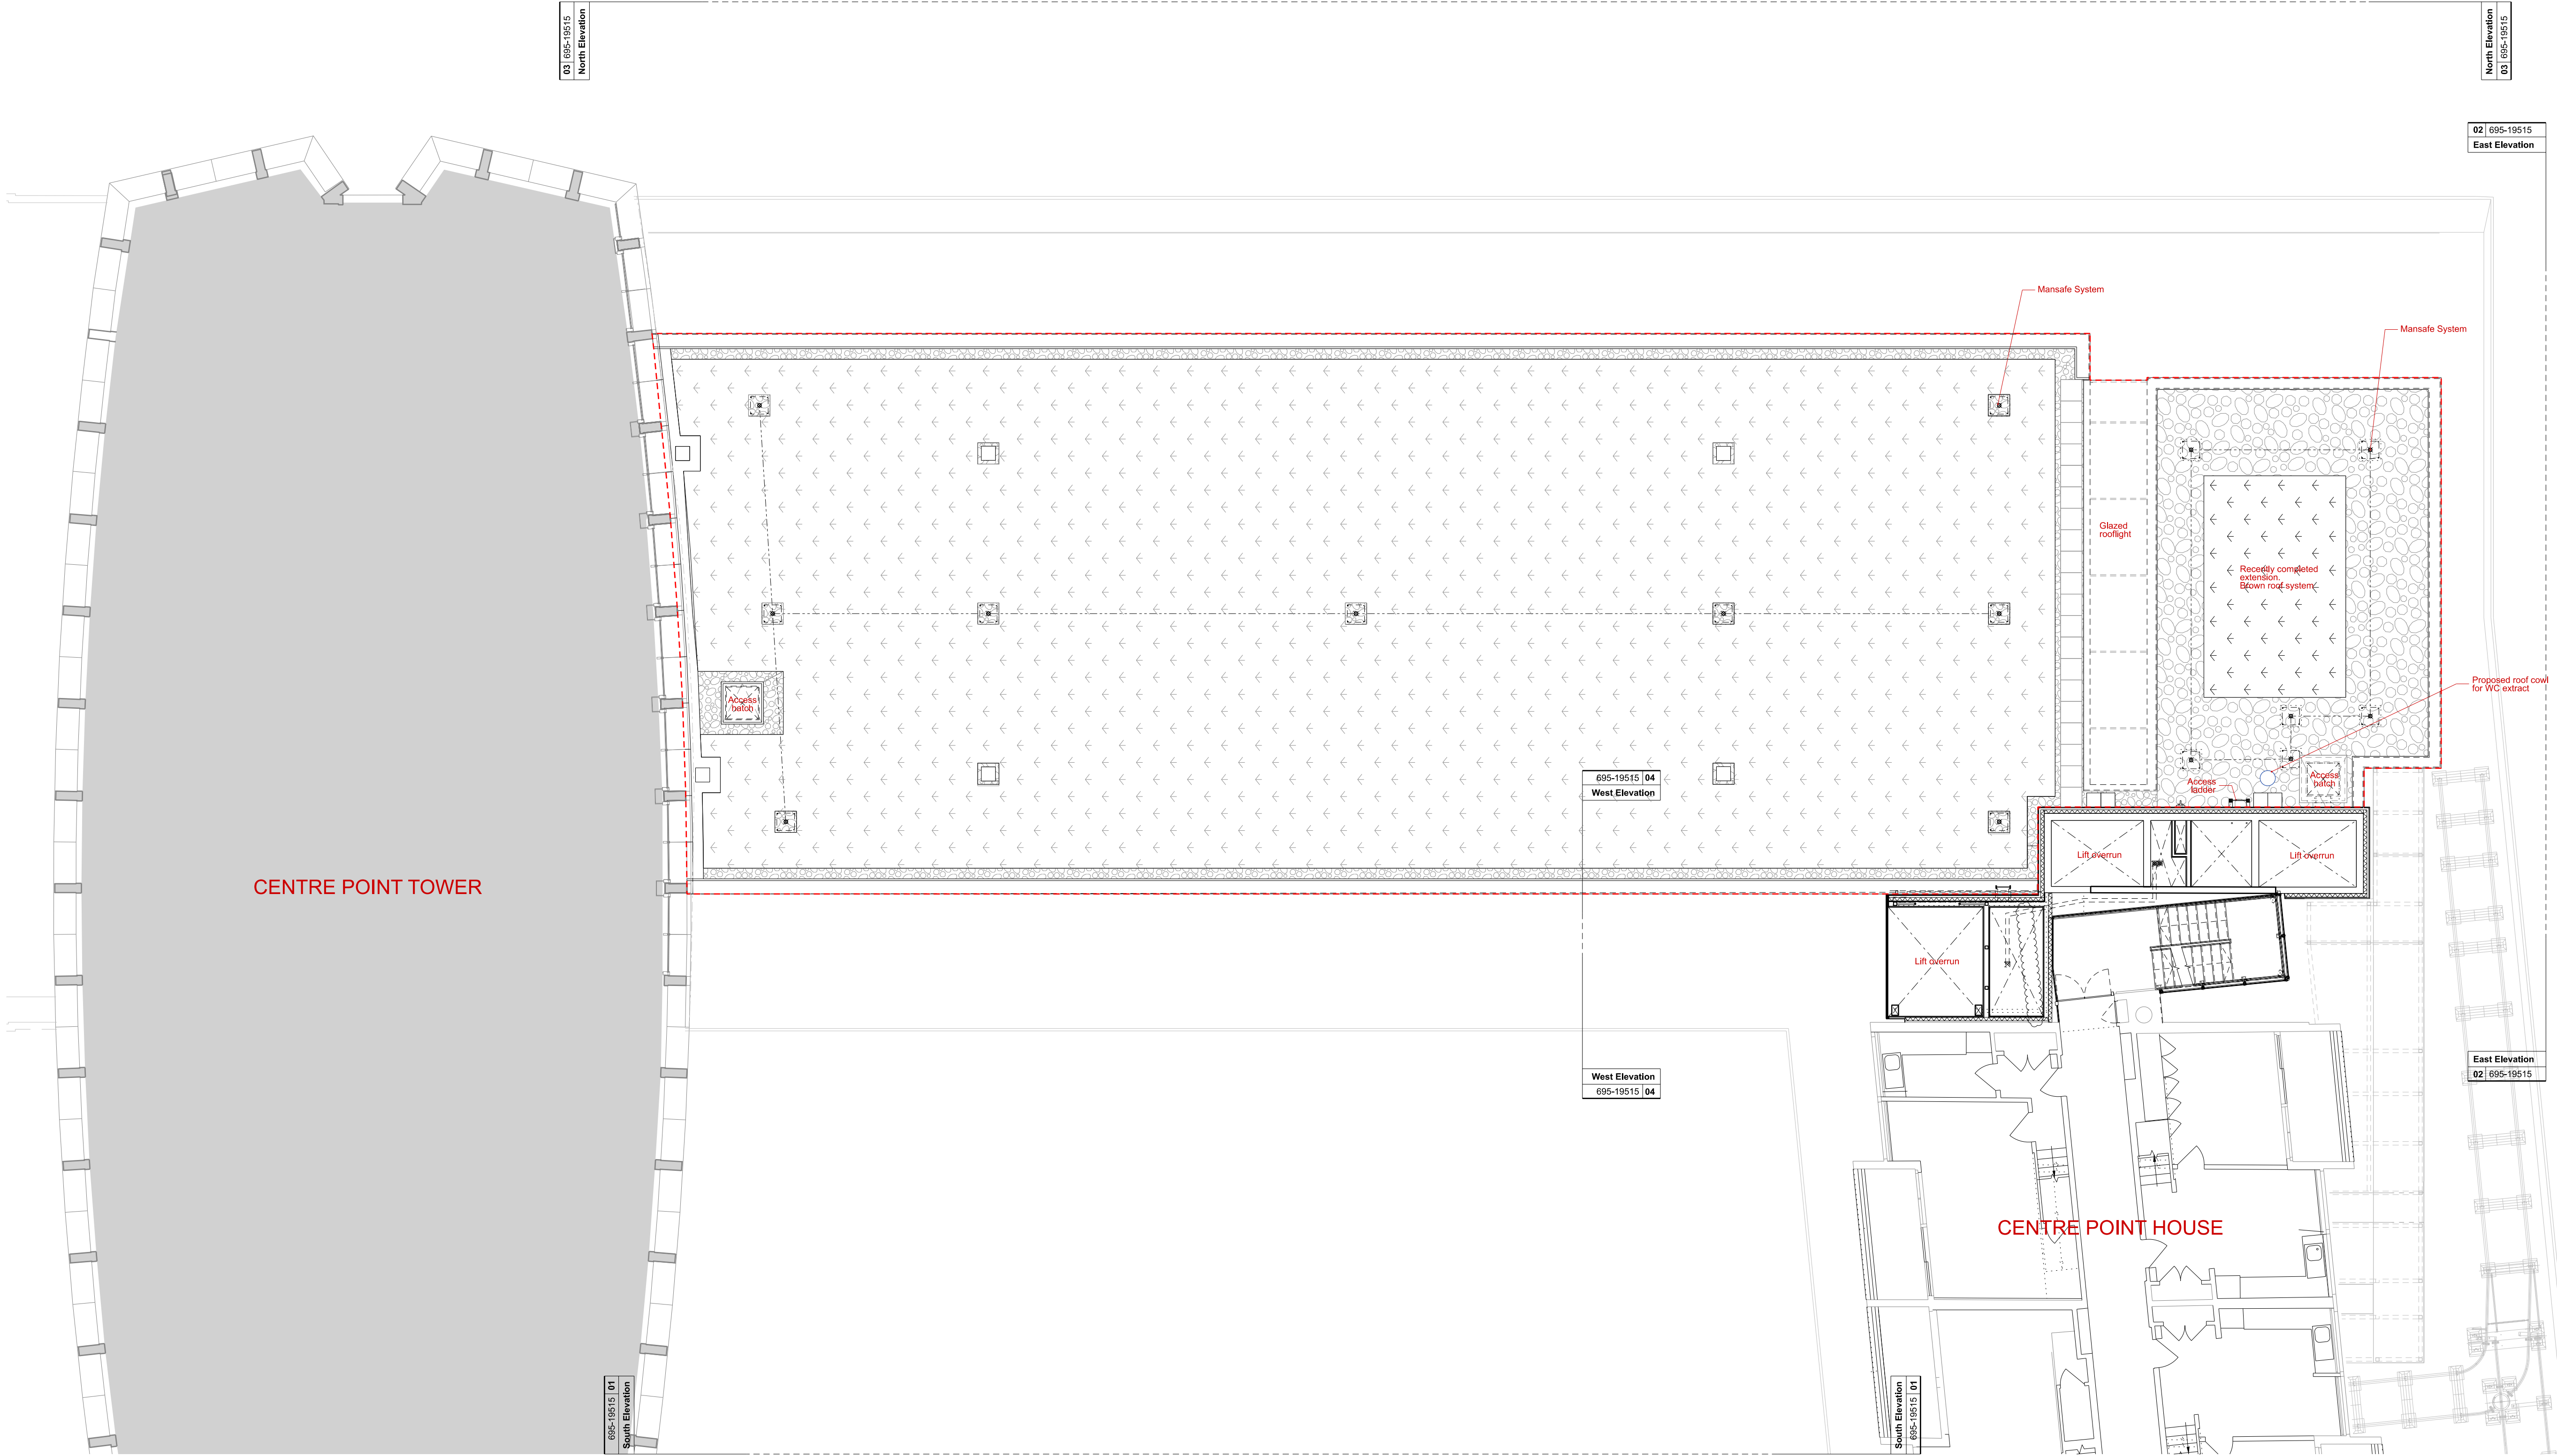 03 695-19515
North Elevation
North Elevation
03 695-19515
02 695-19515
East Elevation
Mansafe System
Mansafe System
Glazed
rooflight
Recently completed
extension.
Brown roof system
Proposed roof cowl
for WC extract
Access
hatch
695-19515 04
West Elevation
Access
ladder
Access
hatch
Lift overrun
Lift overrun
CENTRE POINT TOWER
Lift overrun
West Elevation
695-19515 04
East Elevation
02 695-19515
CENTRE POINT HOUSE
695-19515 01
South Elevation
South Elevation
695-19515 01